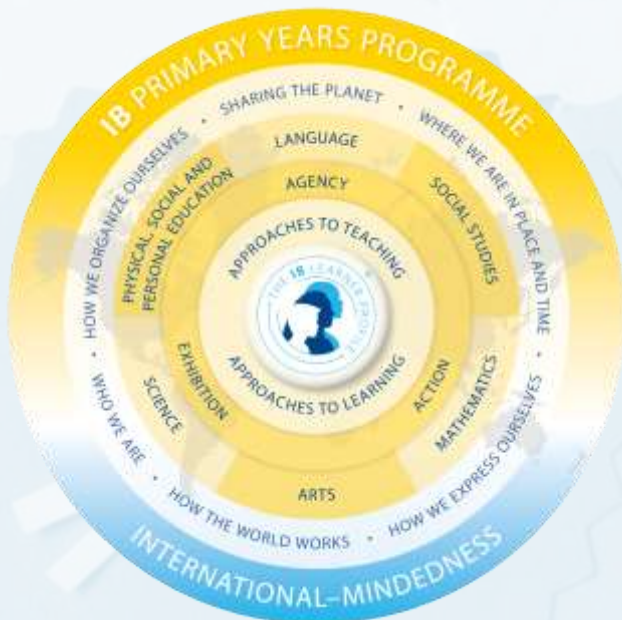 IB PRIMARY YEARS PROGRAMME
SHARING THE PLANET
WHERE WE ARE IN PLACE AND TIME
HOW WE EXPRESS OURSELVES
HOW THE WORLD WORKS
WHO WE ARE
HOW WE ORGANIZE OURSELVES
LANGUAGE
SOCIAL STUDIES
MATHEMATICS
ARTS
SCIENCE
PHYSICAL, SOCIAL AND
PERSONAL EDUCATION
AGENCY
ACTION
EXHIBITION
APPROACHES TO TEACHING
APPROACHES TO LEARNING
THE IB LEARNER PROFILE
INTERNATIONAL–MINDEDNESS